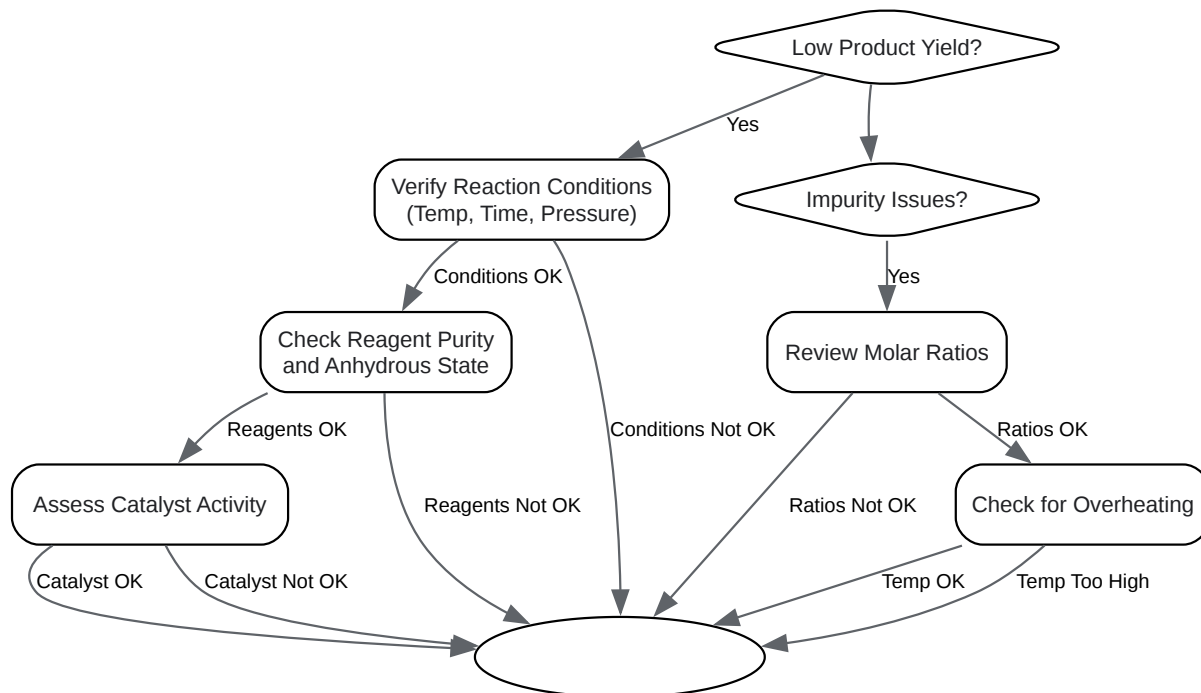 Low Product Yield?
Yes
Verify Reaction Conditions
(Temp, Time, Pressure)
Impurity Issues?
Conditions OK
Yes
Check Reagent Purity
and Anhydrous State
Review Molar Ratios
Reagents OK
Conditions Not OK
Ratios OK
Assess Catalyst Activity
Reagents Not OK
Ratios Not OK
Check for Overheating
Catalyst OK
Catalyst Not OK
Temp OK
Temp Too High